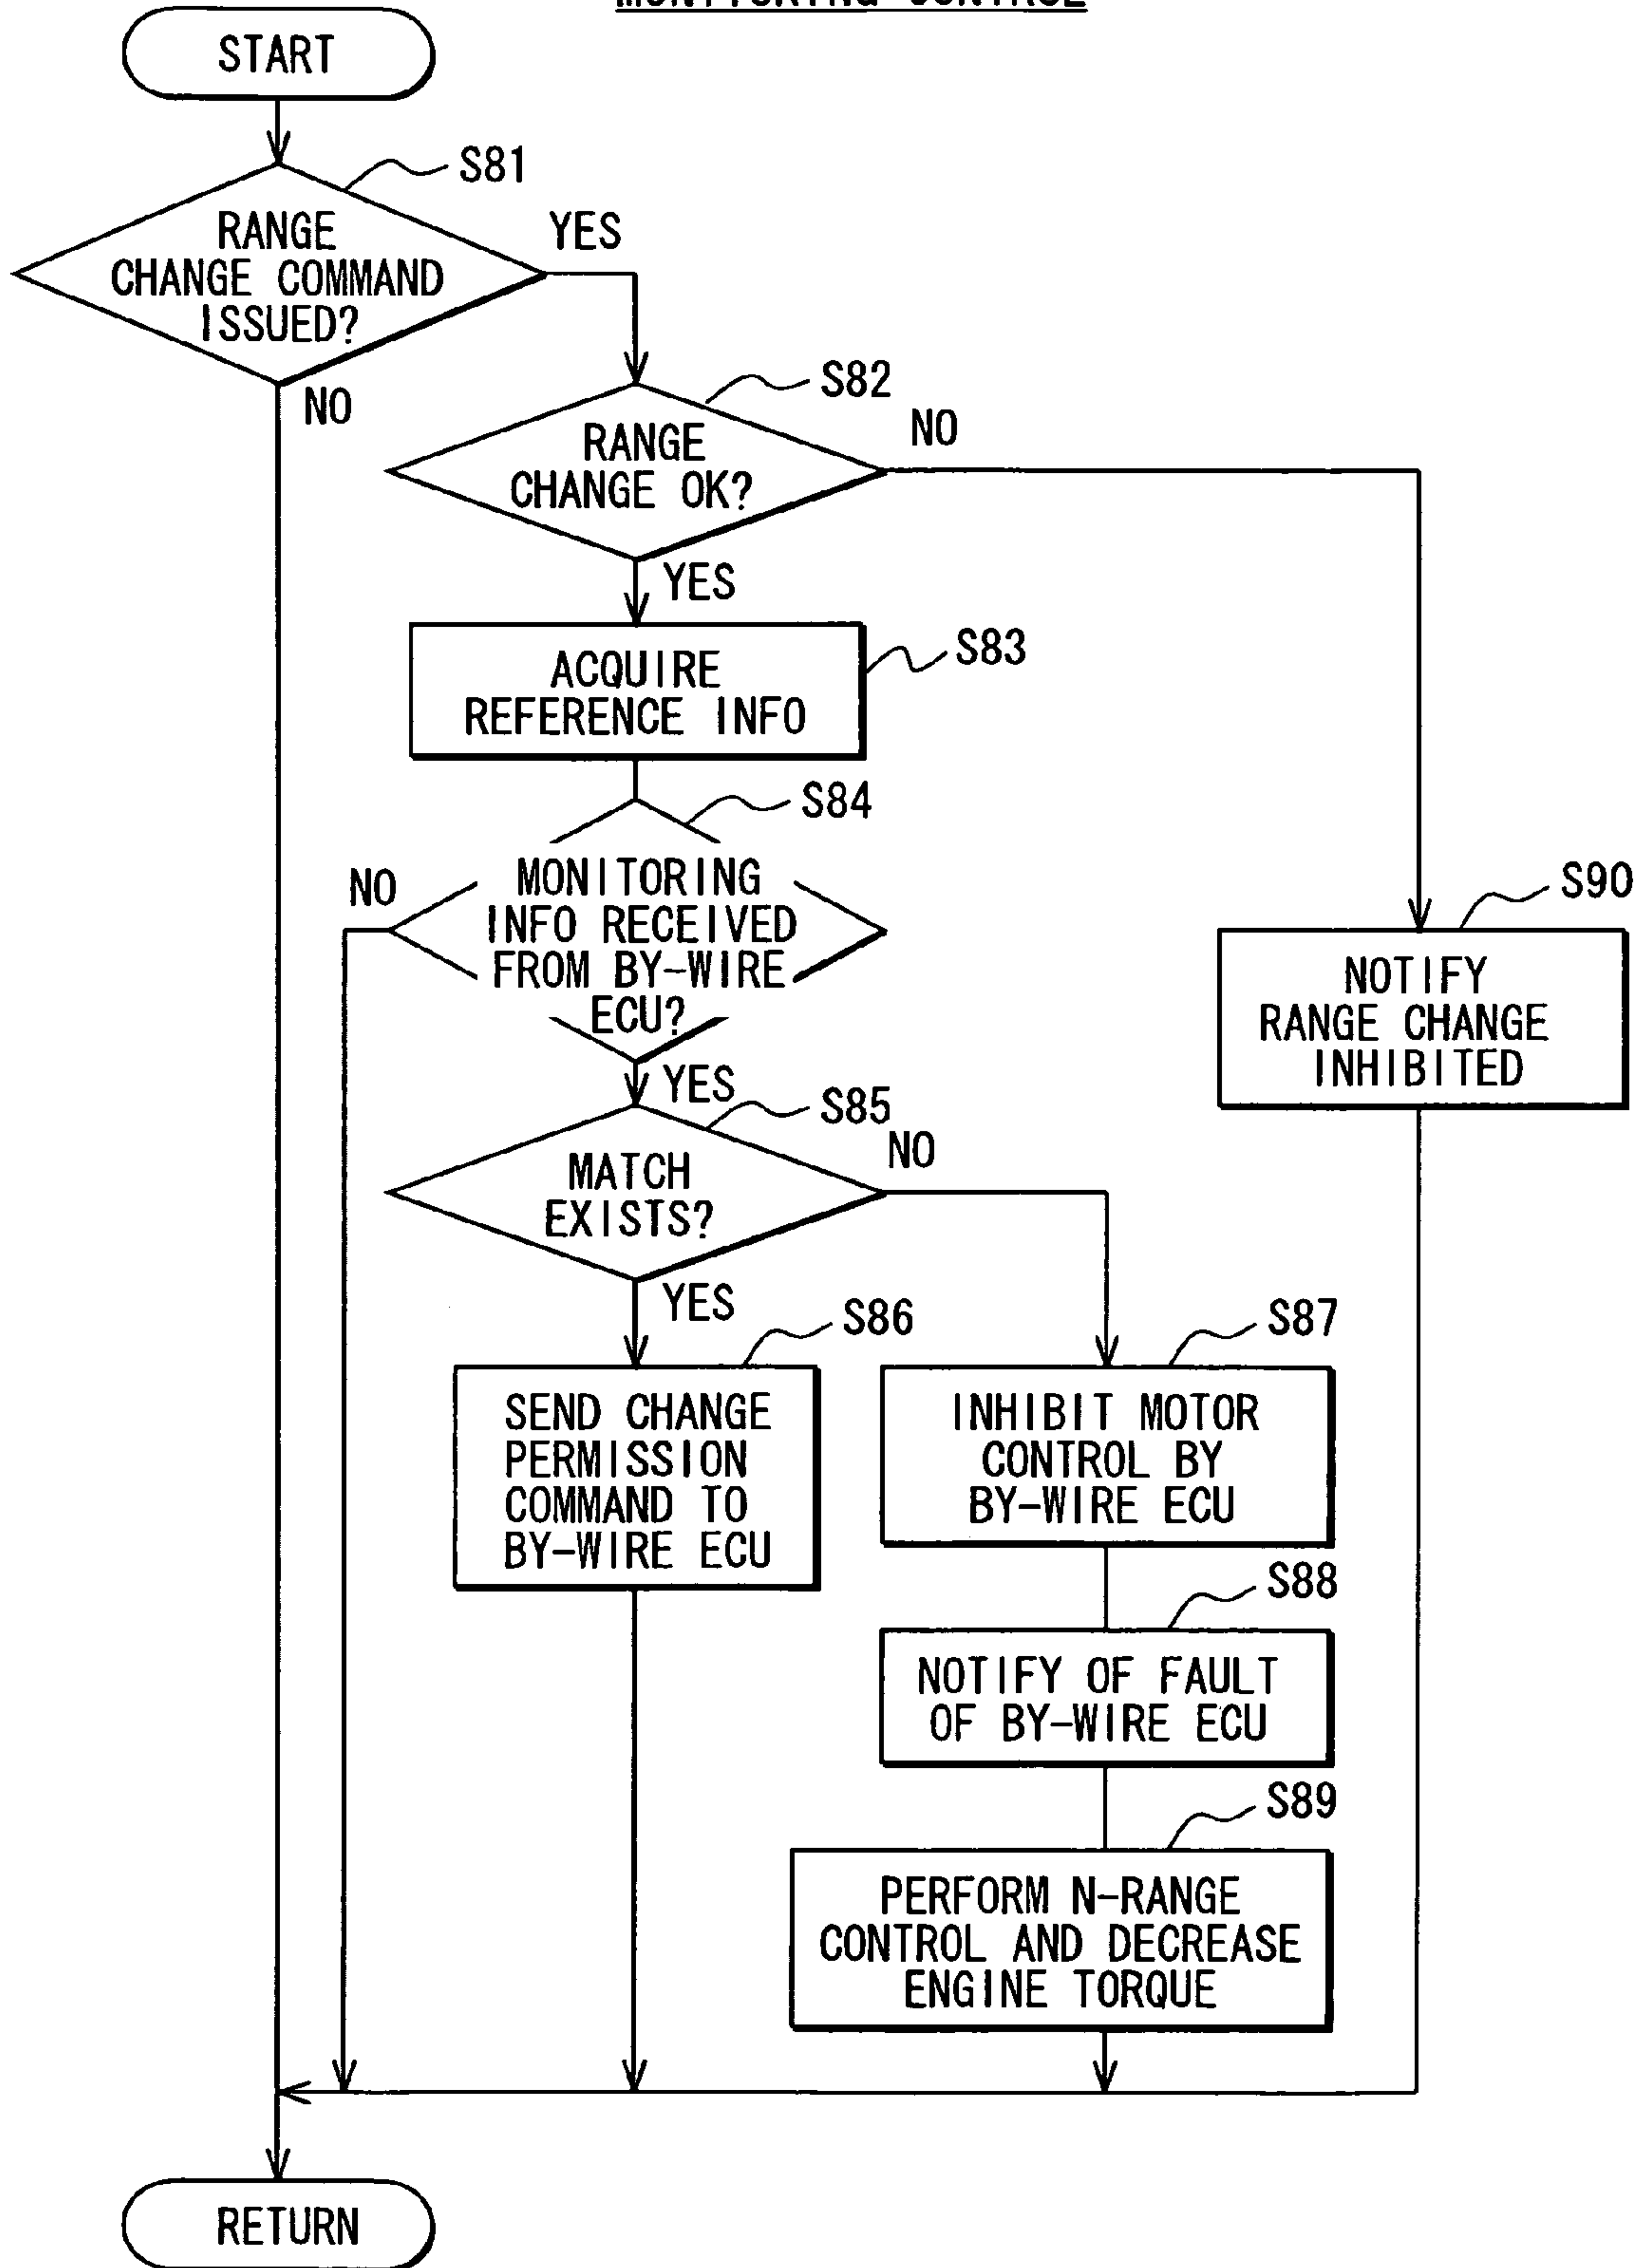 START
S81
RANGE
CHANGE COMMAND
ISSUED?
YES
NO
S82
RANGE
CHANGE OK?
NO
YES
S83
ACQUIRE
REFERENCE INFO
S84
MONITORING
INFO RECEIVED
FROM BY-WIRE
ECU?
NO
YES
S90
NOTIFY
RANGE CHANGE
INHIBITED
S85
MATCH
EXISTS?
NO
YES
S86
SEND CHANGE
PERMISSION
COMMAND TO
BY-WIRE ECU
S87
INHIBIT MOTOR
CONTROL BY
BY-WIRE ECU
S88
NOTIFY OF FAULT
OF BY-WIRE ECU
S89
PERFORM N-RANGE
CONTROL AND DECREASE
ENGINE TORQUE
RETURN